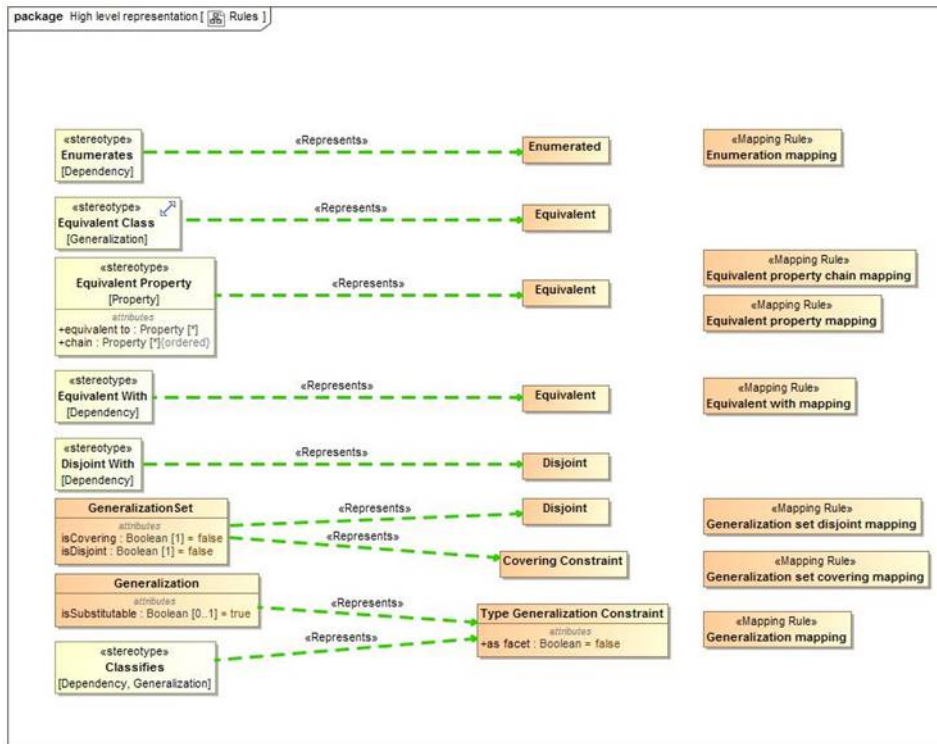 package High level representation [ Rules ]
«stereotype»
Enumerates
[Dependency]
«Represents»
Enumerated
«Mapping Rule»
Enumeration mapping
«stereotype»
Equivalent Class
[Generalization]
«Represents»
Equivalent
«stereotype»
Equivalent Property
[Property]
attributes
+equivalent to : Property [*]
+chain : Property [*]{ordered}
«Represents»
Equivalent
«Mapping Rule»
Equivalent property chain mapping
«Mapping Rule»
Equivalent property mapping
«stereotype»
Equivalent With
[Dependency]
«Represents»
Equivalent
«Mapping Rule»
Equivalent with mapping
«stereotype»
Disjoint With
[Dependency]
«Represents»
Disjoint
GeneralizationSet
attributes
isCovering : Boolean [1] = false
isDisjoint : Boolean [1] = false
«Represents»
Disjoint
«Represents»
Covering Constraint
«Mapping Rule»
Generalization set disjoint mapping
«Mapping Rule»
Generalization set covering mapping
Generalization
attributes
isSubstitutable : Boolean [0..1] = true
«Represents»
Type Generalization Constraint
attributes
+as facet : Boolean = false
«Mapping Rule»
Generalization mapping
«stereotype»
Classifies
[Dependency, Generalization]
«Represents»